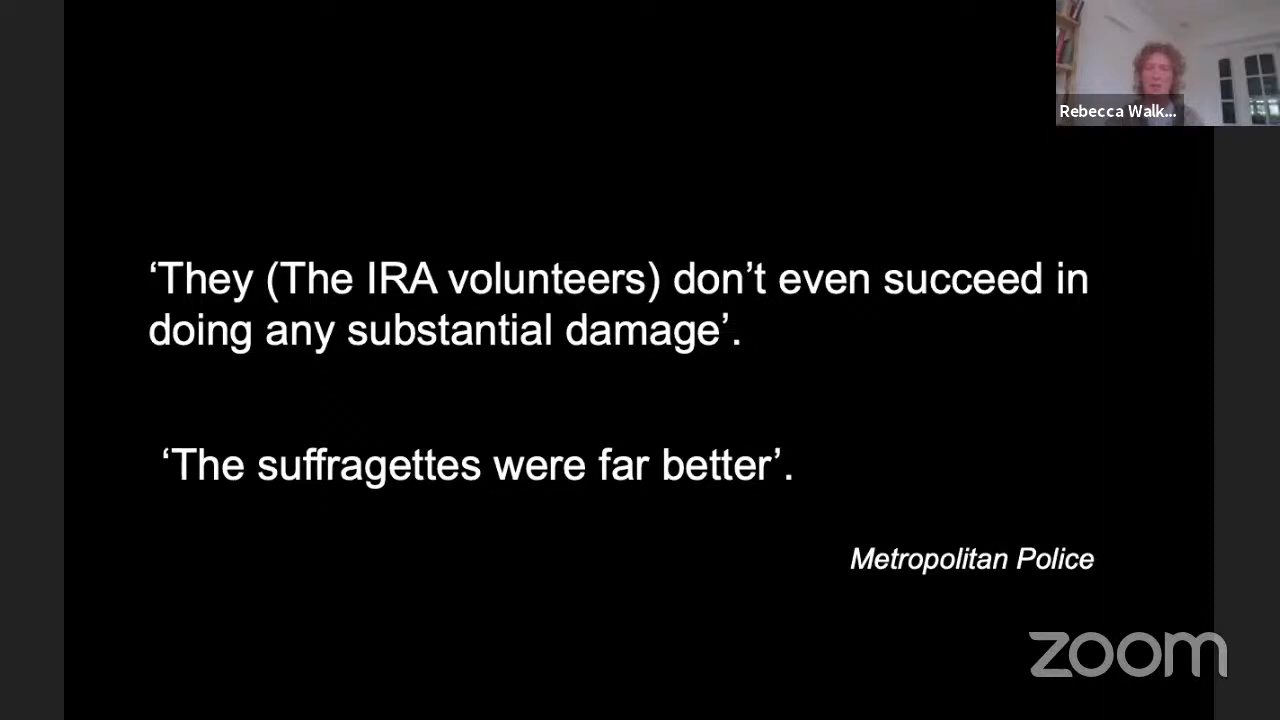 Rebecca Walk...
‘They (The IRA volunteers) don’t even succeed in
doing any substantial damage’.
‘The suffragettes were far better’.
Metropolitan Police
zoom